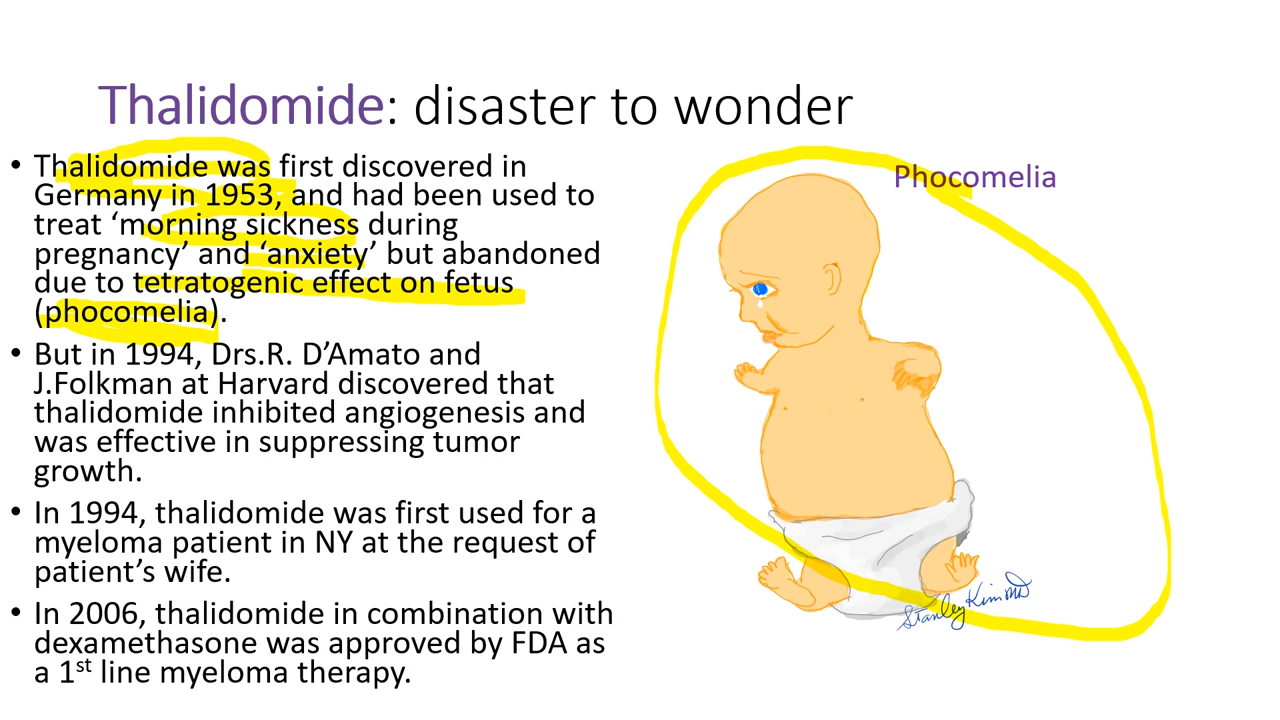 Thalidomide: disaster to wonder
• Thalidomide was first discovered in
Germany in 1953, and had been used to
treat ‘morning sickness during
pregnancy’ and ‘anxiety’ but abandoned
due to tetratogenic effect on fetus
(phocomelia).
• But in 1994, Drs.R. D’Amato and
J.Folkman at Harvard discovered that
thalidomide inhibited angiogenesis and
was effective in suppressing tumor
growth.
• In 1994, thalidomide was first used for a
myeloma patient in NY at the request of
patient’s wife.
• In 2006, thalidomide in combination with
dexamethasone was approved by FDA as
a 1st line myeloma therapy.
Phocomelia
Stanley Kim MD